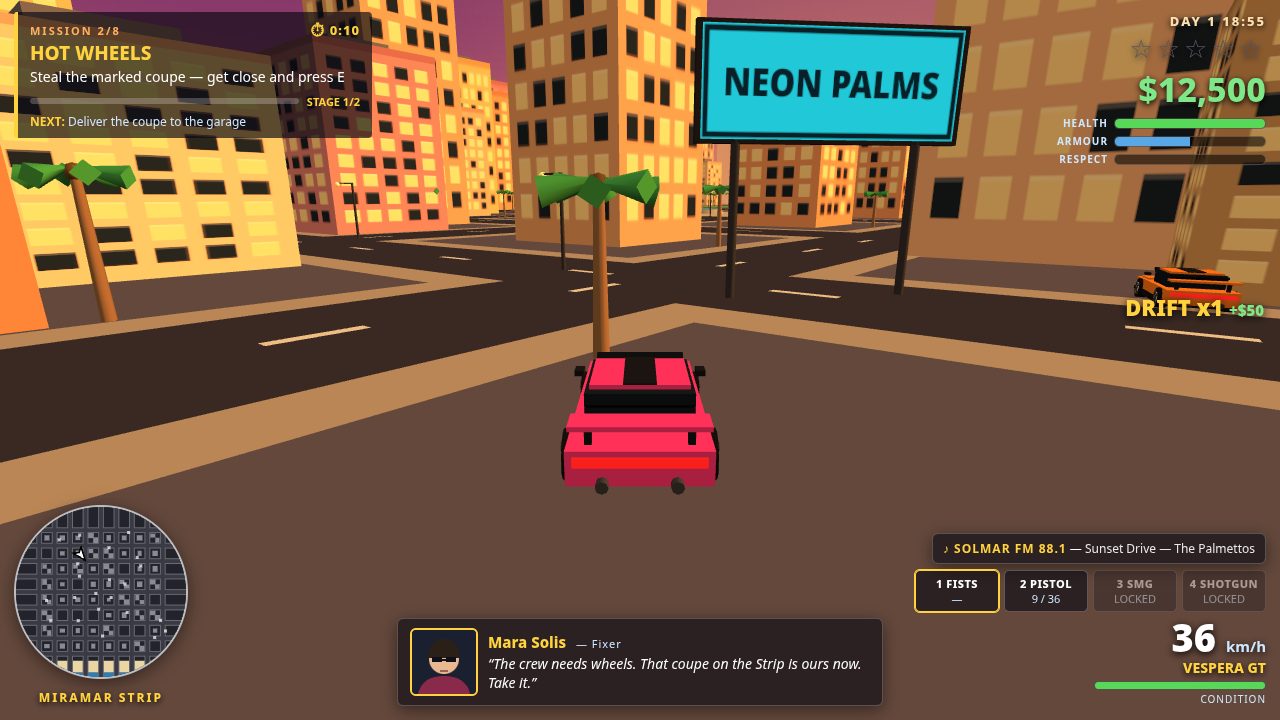 MISSION 2/8
0:10
HOT WHEELS
Steal the marked coupe — get close and press E
STAGE 1/2
NEXT: Deliver the coupe to the garage
NEON PALMS
DAY 1 18:55
$12,500
HEALTH
ARMOUR
RESPECT
DRIFT x1 +$50
♪ SOLMAR FM 88.1 — Sunset Drive — The Palmettos
1 FISTS
—
2 PISTOL
9 / 36
3 SMG
LOCKED
4 SHOTGUN
LOCKED
36 km/h
VESPERA GT
CONDITION
Mara Solis — Fixer
“The crew needs wheels. That coupe on the Strip is ours now.
Take it.”
MIRAMAR STRIP